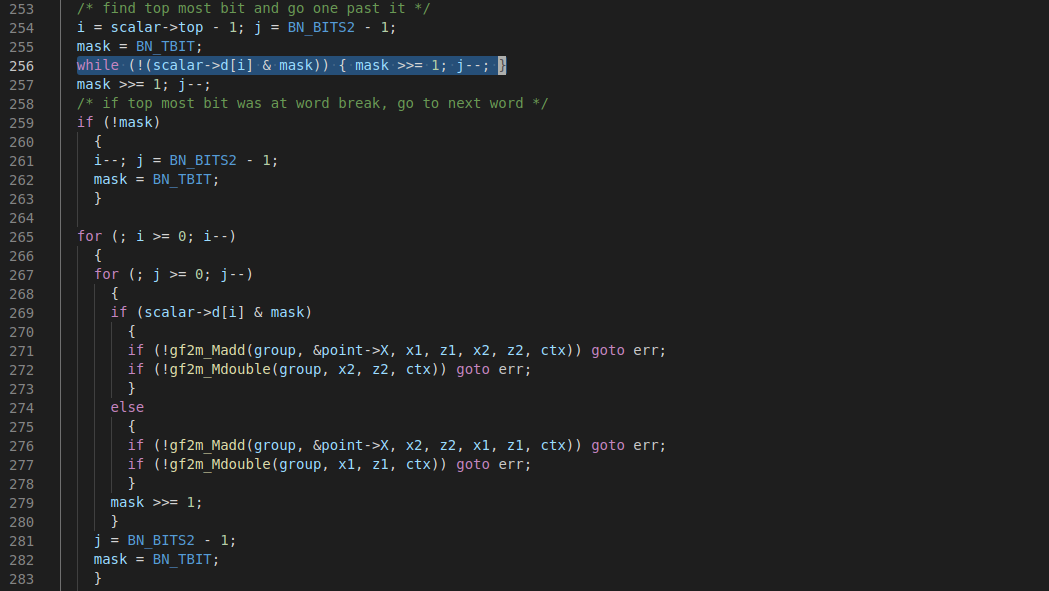 253 /* find top most bit and go one past it */
254 i = scalar->top - 1; j = BN_BITS2 - 1;
255 mask = BN_TBIT;
256 while (!(scalar->d[i] & mask)) { mask >>= 1; j--; }
257 mask >>= 1; j--;
258 /* if top most bit was at word break, go to next word */
259 if (!mask)
260 {
261 i--; j = BN_BITS2 - 1;
262 mask = BN_TBIT;
263 }
264
265 for (; i >= 0; i--)
266 {
267 for (; j >= 0; j--)
268 {
269 if (scalar->d[i] & mask)
270 {
271 if (!gf2m_Madd(group, &point->X, x1, z1, x2, z2, ctx)) goto err;
272 if (!gf2m_Mdouble(group, x2, z2, ctx)) goto err;
273 }
274 else
275 {
276 if (!gf2m_Madd(group, &point->X, x2, z2, x1, z1, ctx)) goto err;
277 if (!gf2m_Mdouble(group, x1, z1, ctx)) goto err;
278 }
279 mask >>= 1;
280 }
281 j = BN_BITS2 - 1;
282 mask = BN_TBIT;
283 }